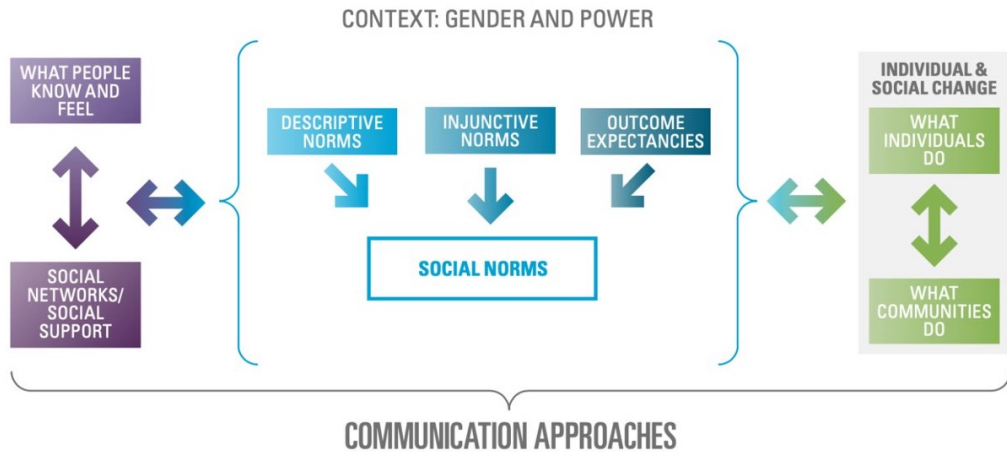 CONTEXT: GENDER AND POWER
WHAT PEOPLE
KNOW AND
FEEL
SOCIAL
NETWORKS/
SOCIAL
SUPPORT
DESCRIPTIVE
NORMS
INJUNCTIVE
NORMS
OUTCOME
EXPECTANCIES
SOCIAL NORMS
INDIVIDUAL &
SOCIAL CHANGE
WHAT
INDIVIDUALS
DO
WHAT
COMMUNITIES
DO
COMMUNICATION APPROACHES